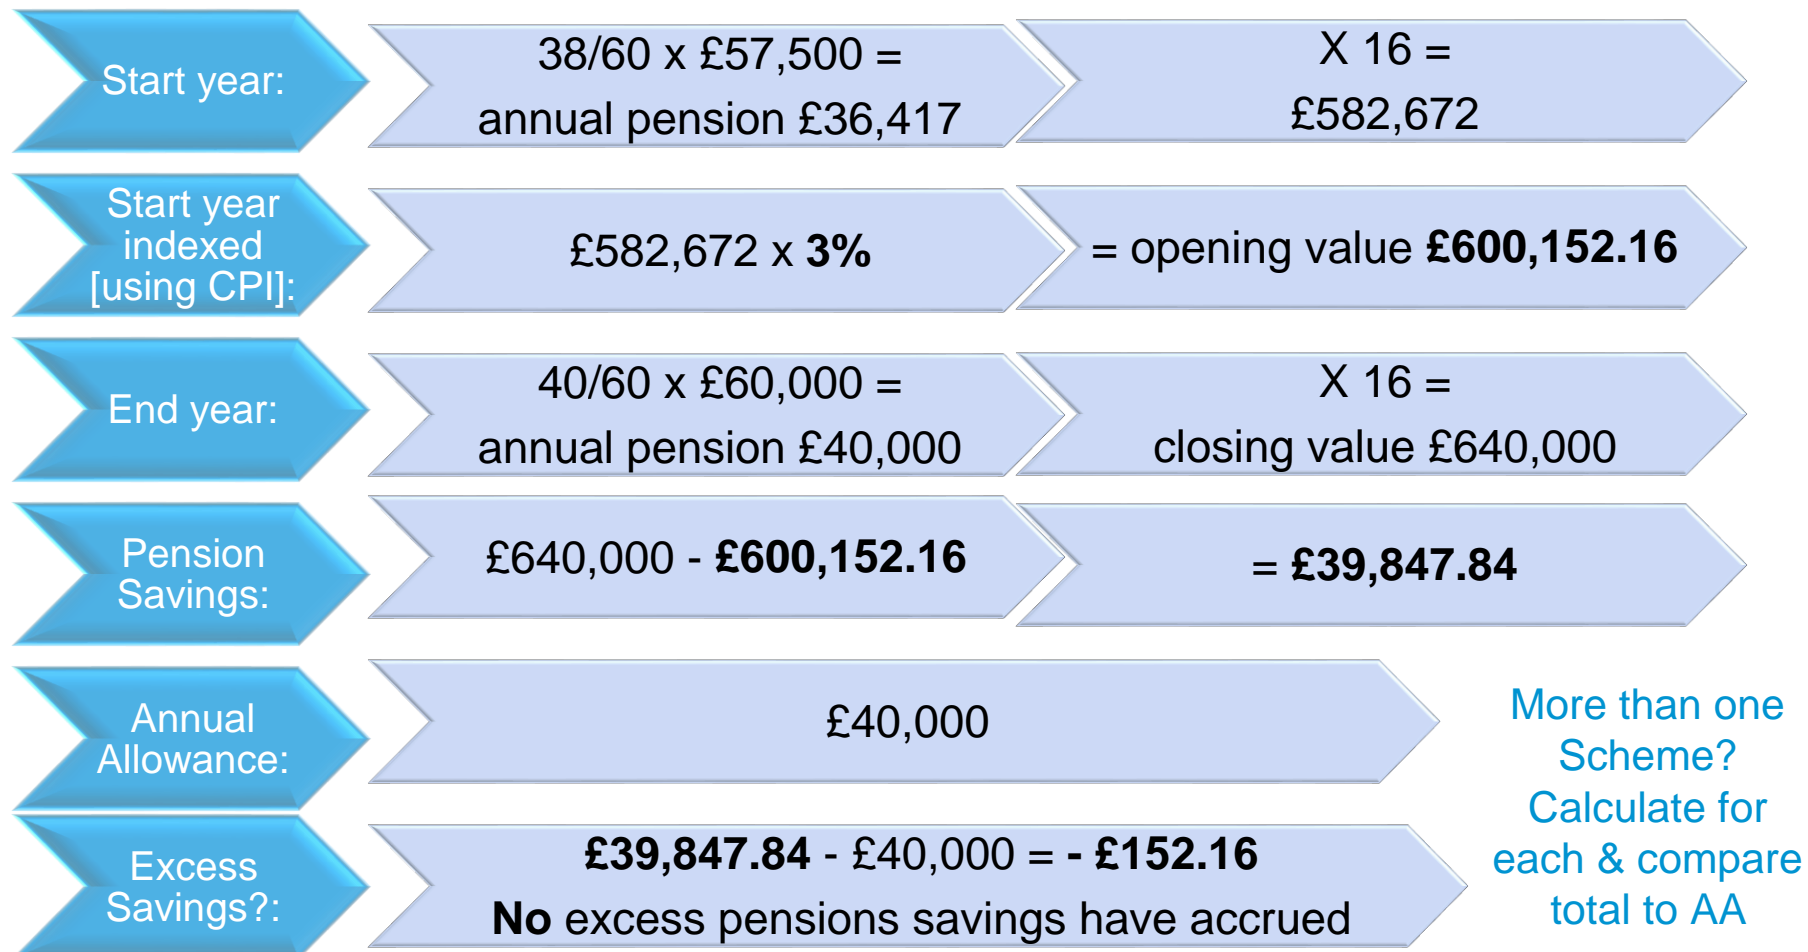 Start year:
38/60 x £57,500 =
annual pension £36,417
X 16 =
£582,672
Start year
indexed
[using CPI]:
£582,672 x 3%
= opening value £600,152.16
End year:
40/60 x £60,000 =
annual pension £40,000
X 16 =
closing value £640,000
Pension
Savings:
£640,000 - £600,152.16
= £39,847.84
Annual
Allowance:
£40,000
More than one
Scheme?
Calculate for
each & compare
total to AA
Excess
Savings?:
£39,847.84 - £40,000 = - £152.16
No excess pensions savings have accrued